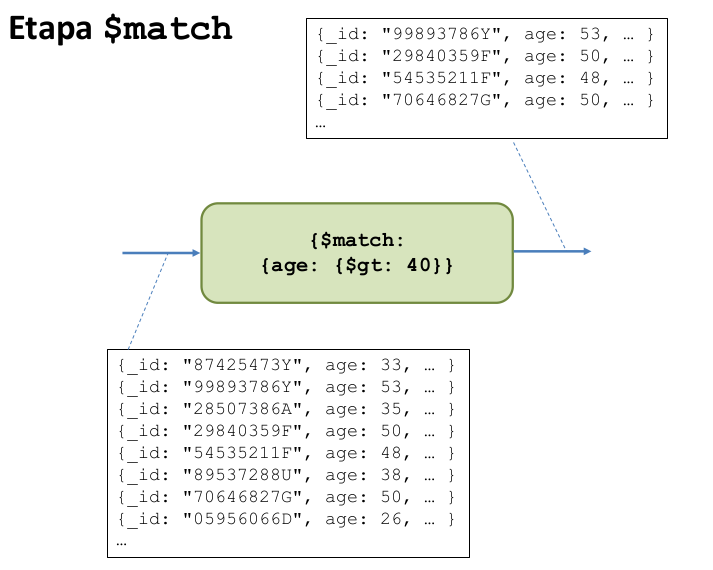 Etapa $match
{_id: "99893786Y", age: 53, … }
{_id: "29840359F", age: 50, … }
{_id: "54535211F", age: 48, … }
{_id: "70646827G", age: 50, … }
…
{$match:
{age: {$gt: 40}}
{_id: "87425473Y", age: 33, … }
{_id: "99893786Y", age: 53, … }
{_id: "28507386A", age: 35, … }
{_id: "29840359F", age: 50, … }
{_id: "54535211F", age: 48, … }
{_id: "89537288U", age: 38, … }
{_id: "70646827G", age: 50, … }
{_id: "05956066D", age: 26, … }
…